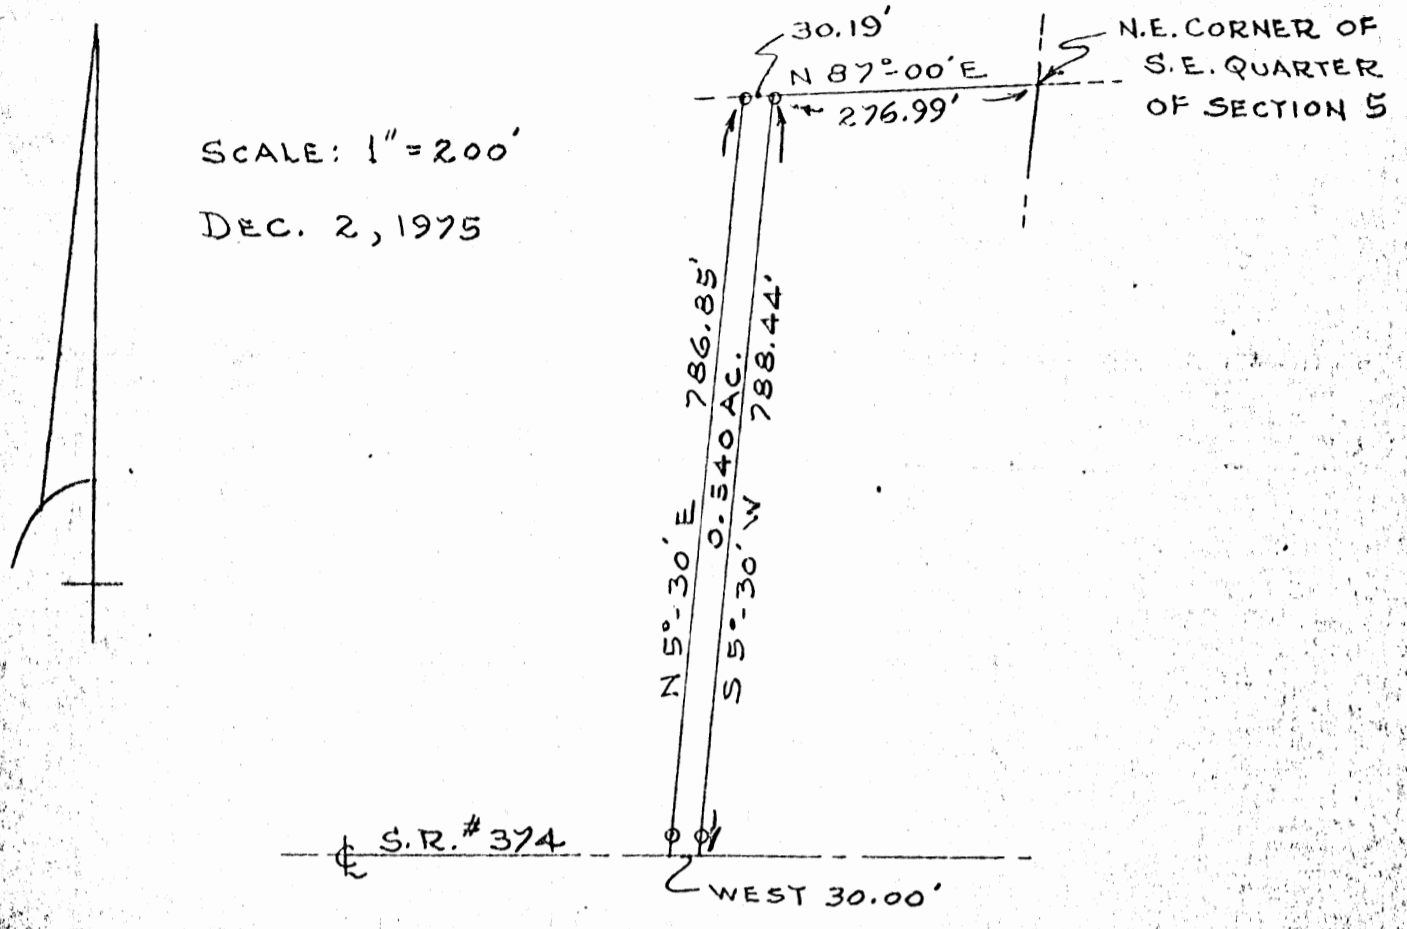 30.19'
N 87°-00' E
276.99'
N.E. CORNER OF
S.E. QUARTER
OF SECTION 5
SCALE: 1" = 200'
DEC. 2, 1975
786.85'
N 5°-30' E
0.540 AC.
788.44'
S 5°-30' W
℄ S.R. # 374
WEST 30.00'